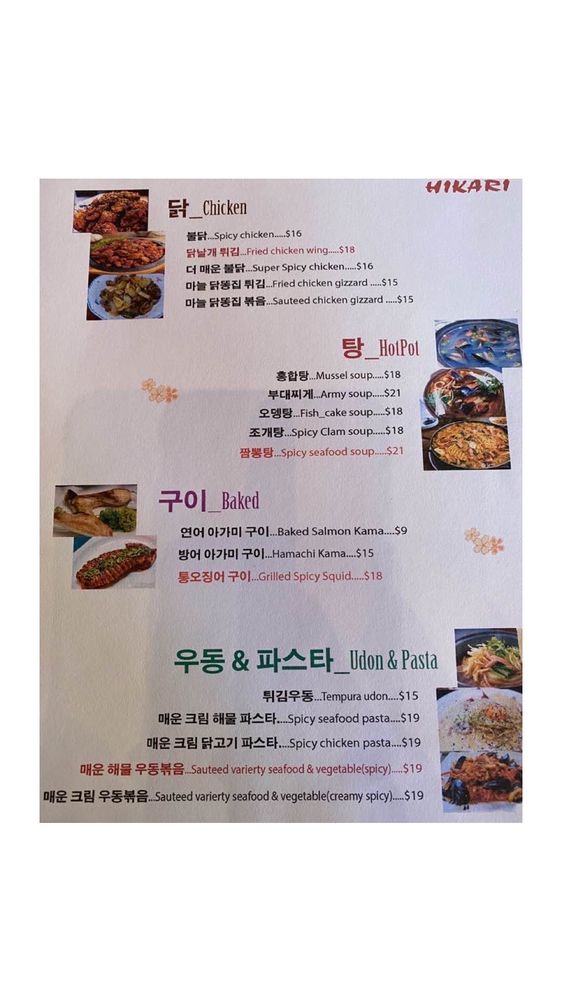 HIKARI
닭_Chicken
불닭...Spicy chicken.....$16
닭날개 튀김...Fried chicken wing.....$18
더 매운 불닭...Super Spicy chicken.....$16
마늘 닭똥집 튀김...Fried chicken gizzard .....$15
마늘 닭똥집 볶음...Sauteed chicken gizzard .....$15
탕_HotPot
홍합탕...Mussel soup.....$18
부대찌게...Army soup.....$21
오뎅탕...Fish_cake soup.....$18
조개탕...Spicy Clam soup.....$18
짬뽕탕...Spicy seafood soup.....$21
구이_Baked
연어 아가미 구이...Baked Salmon Kama....$9
방어 아가미 구이...Hamachi Kama....$15
통오징어 구이...Grilled Spicy Squid.....$18
우동 & 파스타_Udon & Pasta
튀김우동...Tempura udon....$15
매운 크림 해물 파스타....Spicy seafood pasta....$19
매운 크림 닭고기 파스타....Spicy chicken pasta....$19
매운 해물 우동볶음...Sauteed varierty seafood & vegetable(spicy).....$19
매운 크림 우동볶음...Sauteed varierty seafood & vegetable(creamy spicy).....$19